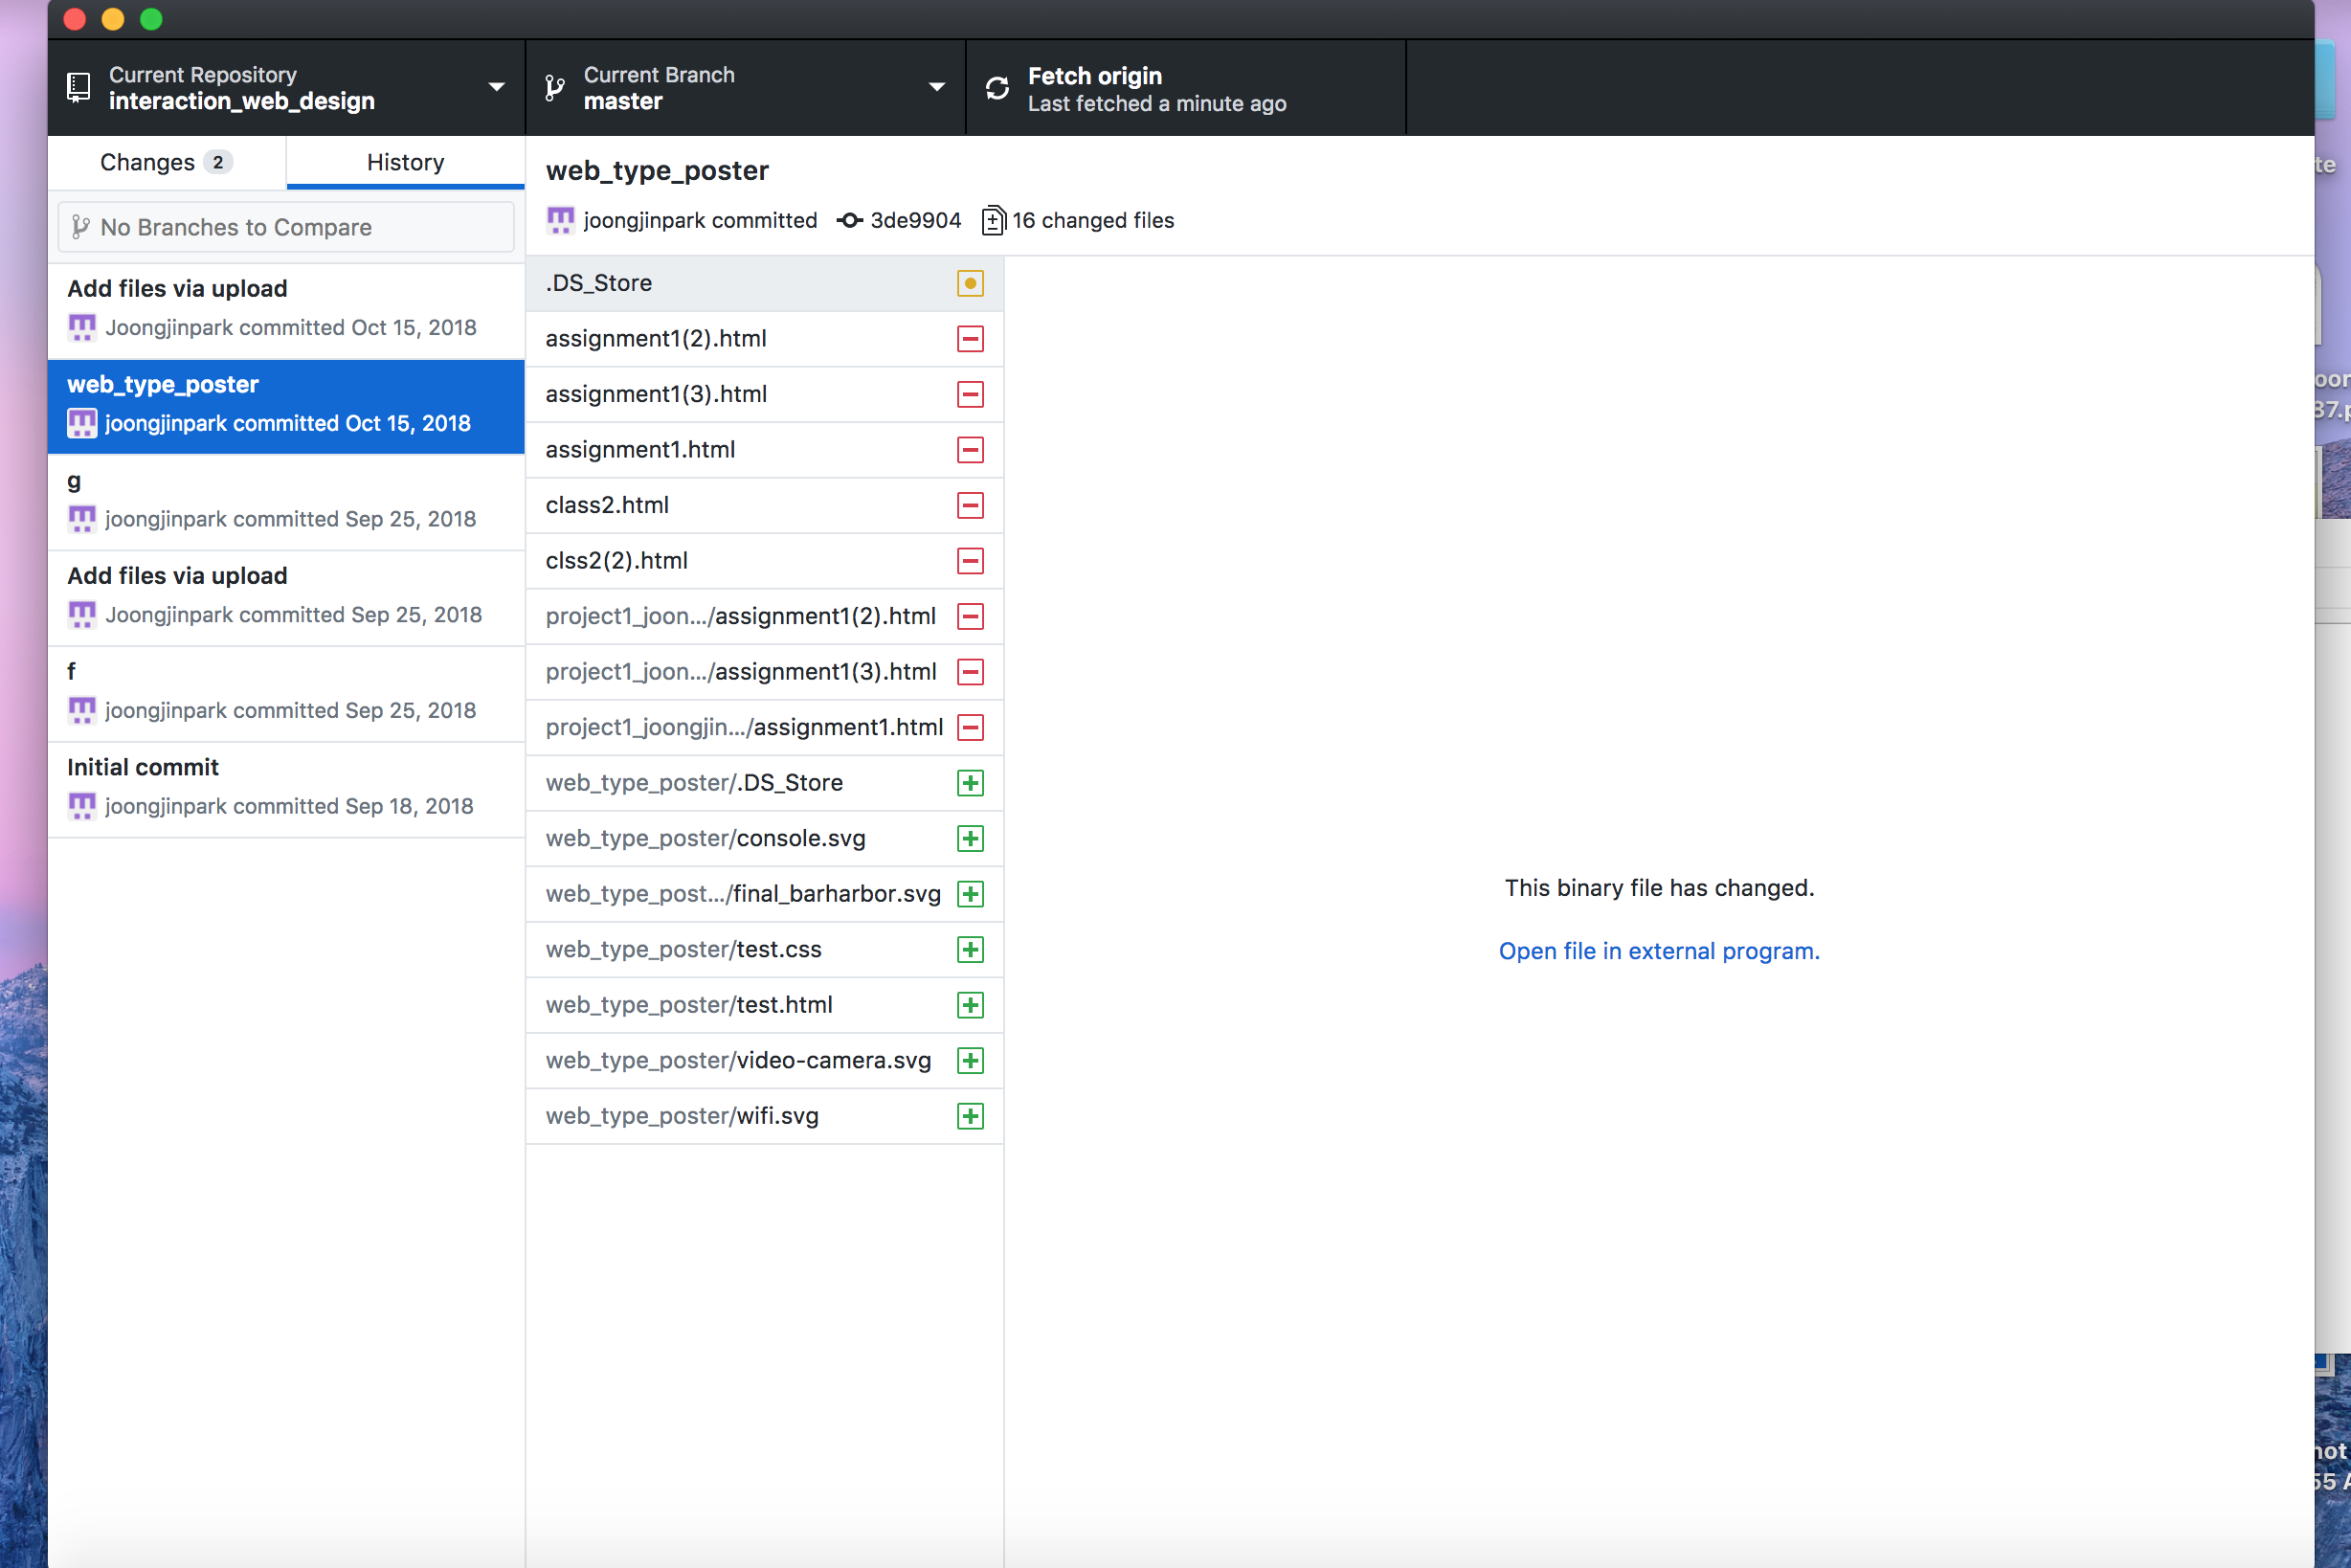 Current Repository
interaction_web_design
Current Branch
master
Fetch origin
Last fetched a minute ago
Changes 2
History
No Branches to Compare
Add files via upload
Joongjinpark committed Oct 15, 2018
web_type_poster
joongjinpark committed Oct 15, 2018
g
joongjinpark committed Sep 25, 2018
Add files via upload
Joongjinpark committed Sep 25, 2018
f
joongjinpark committed Sep 25, 2018
Initial commit
joongjinpark committed Sep 18, 2018
web_type_poster
joongjinpark committed 3de9904 16 changed files
.DS_Store
assignment1(2).html
assignment1(3).html
assignment1.html
class2.html
clss2(2).html
project1_joon.../assignment1(2).html
project1_joon.../assignment1(3).html
project1_joongjin.../assignment1.html
web_type_poster/.DS_Store
web_type_poster/console.svg
web_type_post.../final_barharbor.svg
web_type_poster/test.css
web_type_poster/test.html
web_type_poster/video-camera.svg
web_type_poster/wifi.svg
This binary file has changed.
Open file in external program.